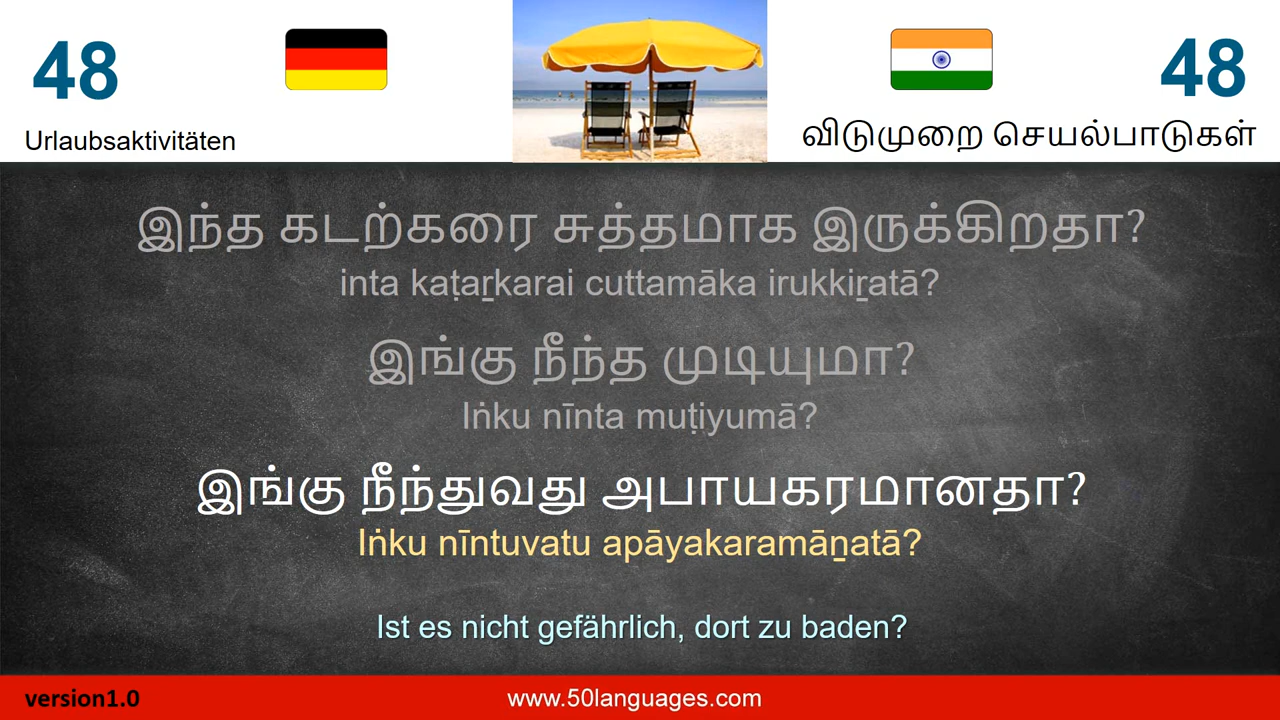 48
48
Urlaubsaktivitäten
விடுமுறை செயல்பாடுகள்
இந்த கடற்கரை சுத்தமாக இருக்கிறதா?
inta kaṭaṟkarai cuttamāka irukkiṟatā?
இங்கு நீந்த முடியுமா?
Iṅku nīnta muṭiyumā?
இங்கு நீந்துவது அபாயகரமானதா?
Iṅku nīntuvatu apāyakaramāṉatā?
Ist es nicht gefährlich, dort zu baden?
version1.0
www.50languages.com